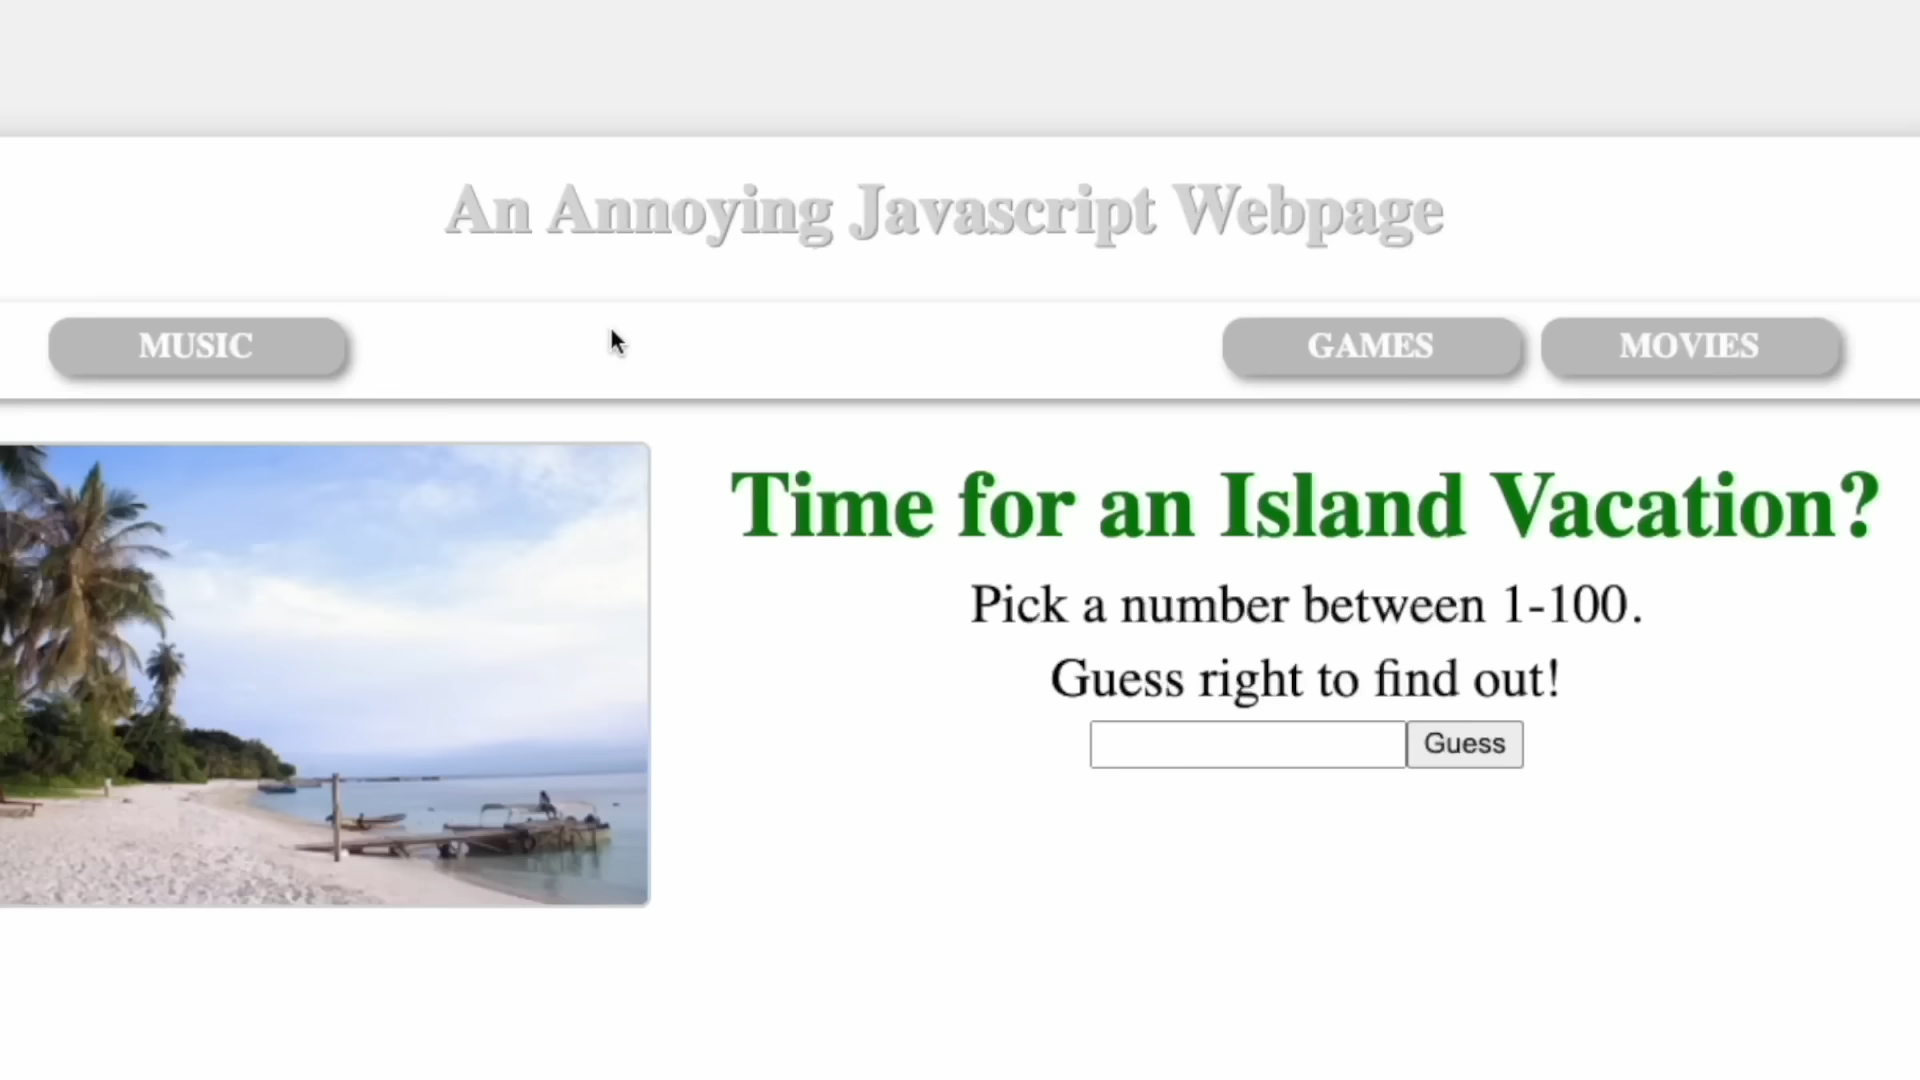 An Annoying Javascript Webpage
MUSIC GAMES MOVIES
Time for an Island Vacation?
Pick a number between 1-100.
Guess right to find out!
Guess